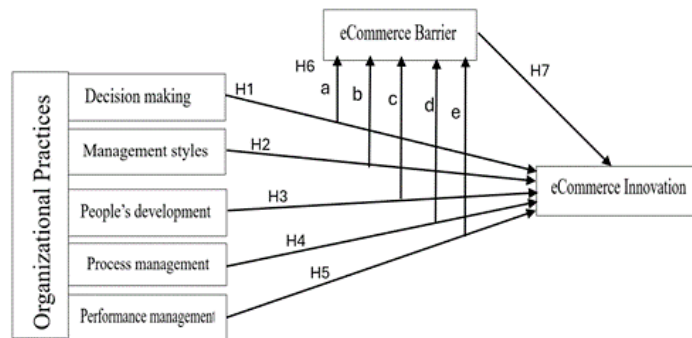 eCommerce Barrier
H6
a
b
c
d
e
H7
Organizational Practices
Decision making
H1
Management styles
H2
People's development
H3
Process management
H4
Performance management
H5
eCommerce Innovation